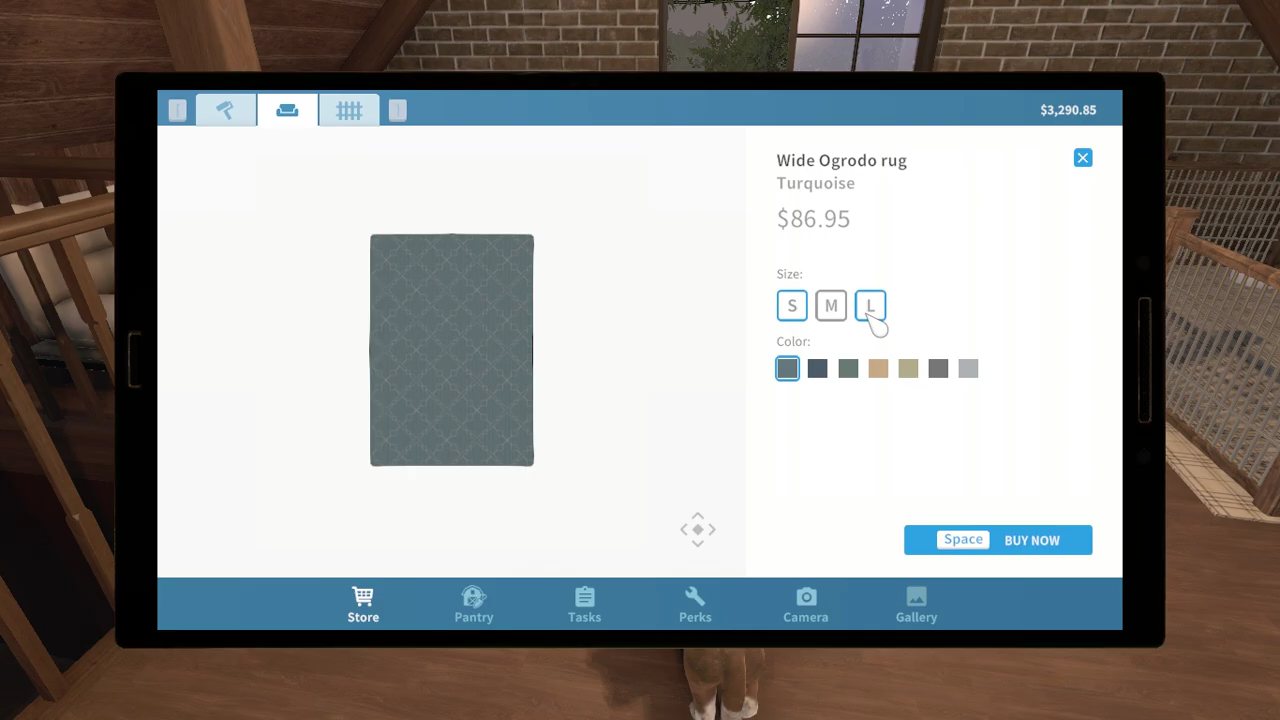 $3,290.85
Wide Ogrodo rug
Turquoise
$86.95
Size:
S M L
Color:
Space BUY NOW
Store Pantry Tasks Perks Camera Gallery